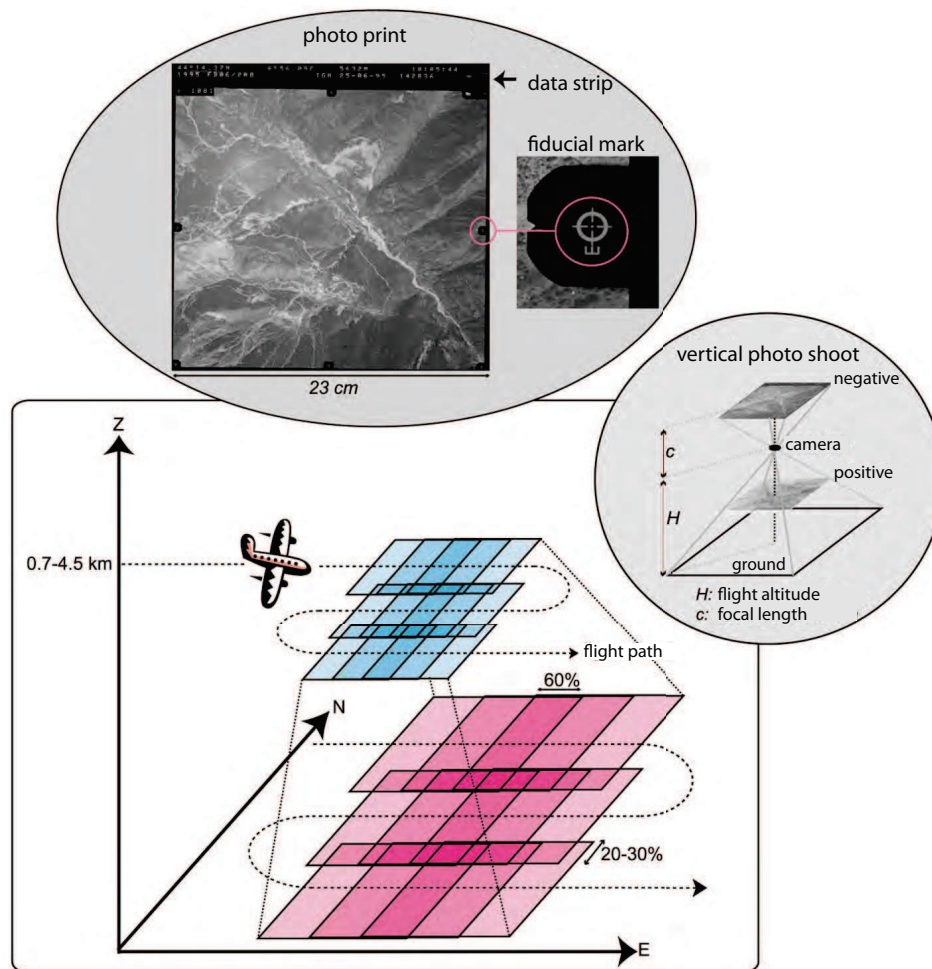 photo print
data strip
fiducial mark
E
23 cm
vertical photo shoot
negative
camera
positive
c
H
ground
H: flight altitude
c: focal length
Z
0.7-4.5 km
flight path
60%
N
20-30%
E